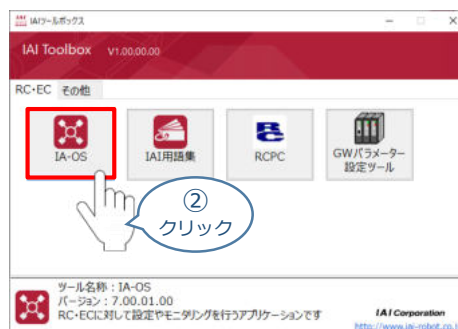 IAIツールボックス
IAI Toolbox V1.00.00.00
RC・EC その他
IA-OS
IAI用語集
RCPC
GWパラメーター
設定ツール
②
クリック
ツール名称：IA-OS
バージョン：7.00.01.00
RC・ECに対して設定やモニタリングを行うアプリケーションです
IAI Corporation
http://www.iai-robot.co.j